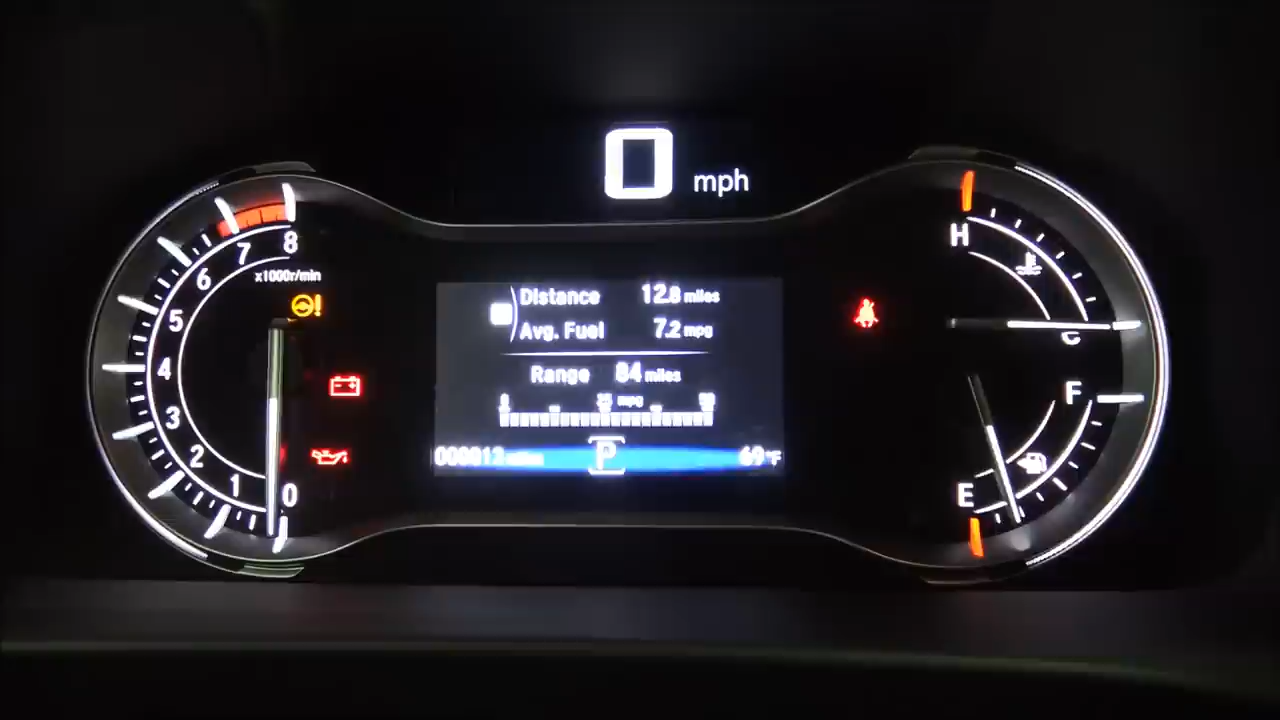 0 mph
8
7
6
5
4
3
2
1
0
x1000r/min
Distance 12.8 miles
Avg. Fuel 7.2 mpg
Range 84 miles
mpg
P
69°F
H
C
F
E